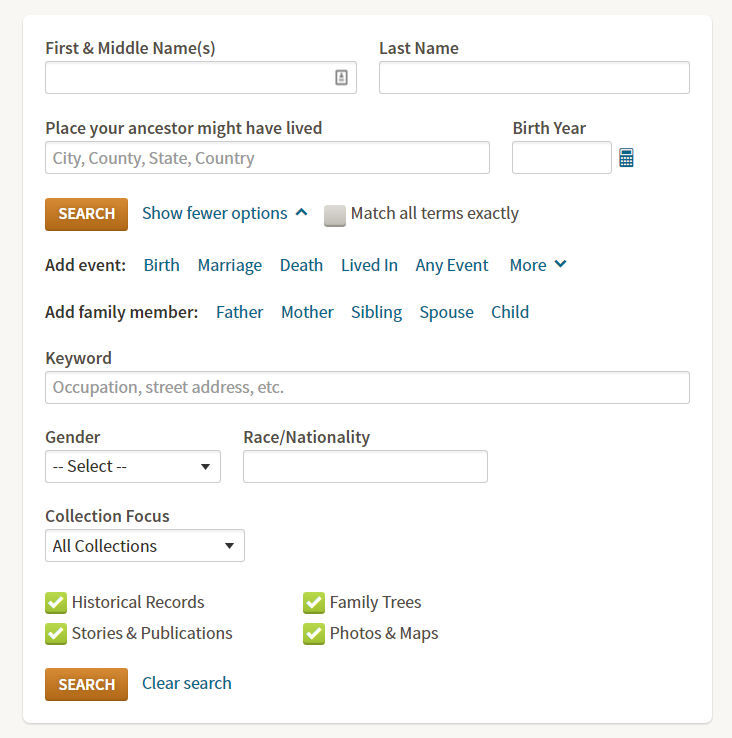 First & Middle Name(s) Last Name
Place your ancestor might have lived Birth Year
City, County, State, Country
SEARCH Show fewer options Match all terms exactly
Add event: Birth Marriage Death Lived In Any Event More
Add family member: Father Mother Sibling Spouse Child
Keyword
Occupation, street address, etc.
Gender Race/Nationality
-- Select --
Collection Focus
All Collections
Historical Records Family Trees
Stories & Publications Photos & Maps
SEARCH Clear search